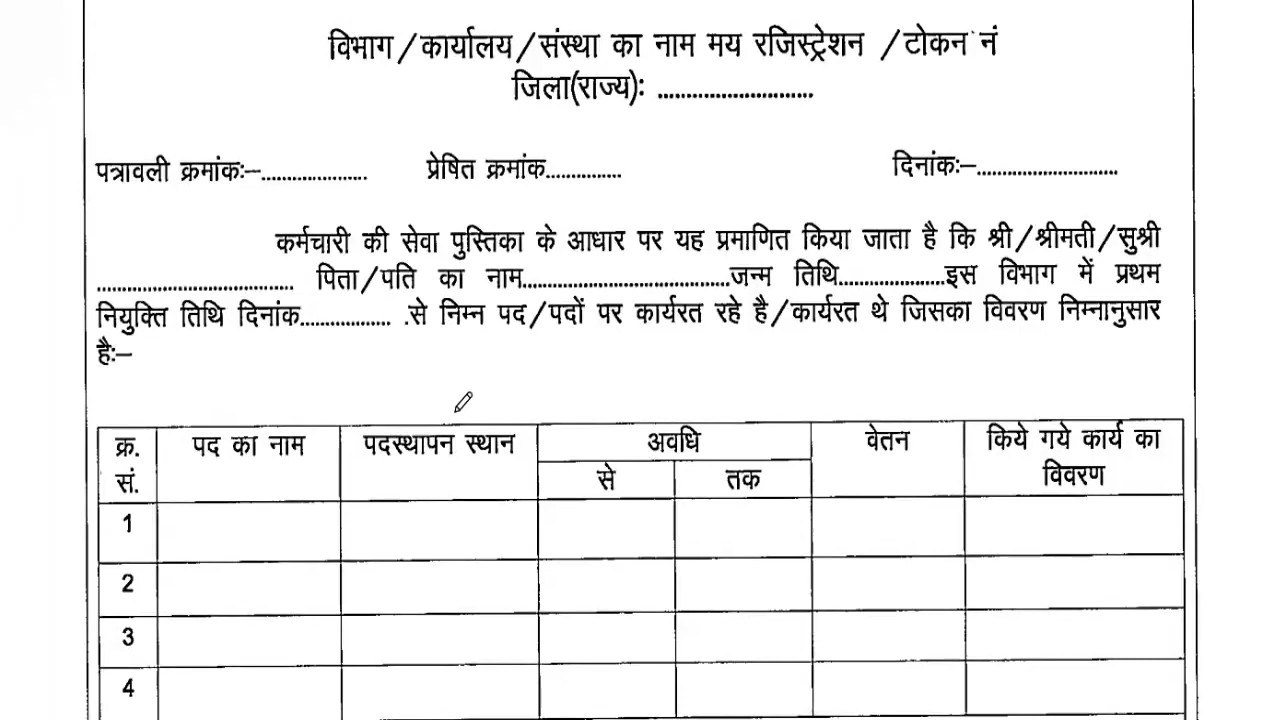 विभाग/कार्यालय/संस्था का नाम मय रजिस्ट्रेशन /टोकन नं
जिला(राज्य): ...........................
पत्रावली क्रमांकः–..................... प्रेषित क्रमांक............... दिनांकः–............................
कर्मचारी की सेवा पुस्तिका के आधार पर यह प्रमाणित किया जाता है कि श्री/श्रीमती/सुश्री
....................................... पिता/पति का नाम.........................................जन्म तिथि.....................इस विभाग में प्रथम
नियुक्ति तिथि दिनांक.................. .से निम्न पद/पदों पर कार्यरत रहे है/कार्यरत थे जिसका विवरण निम्नानुसार
हैः–
क्र. सं. पद का नाम पदस्थापन स्थान अवधि वेतन किये गये कार्य का विवरण
से तक
1
2
3
4